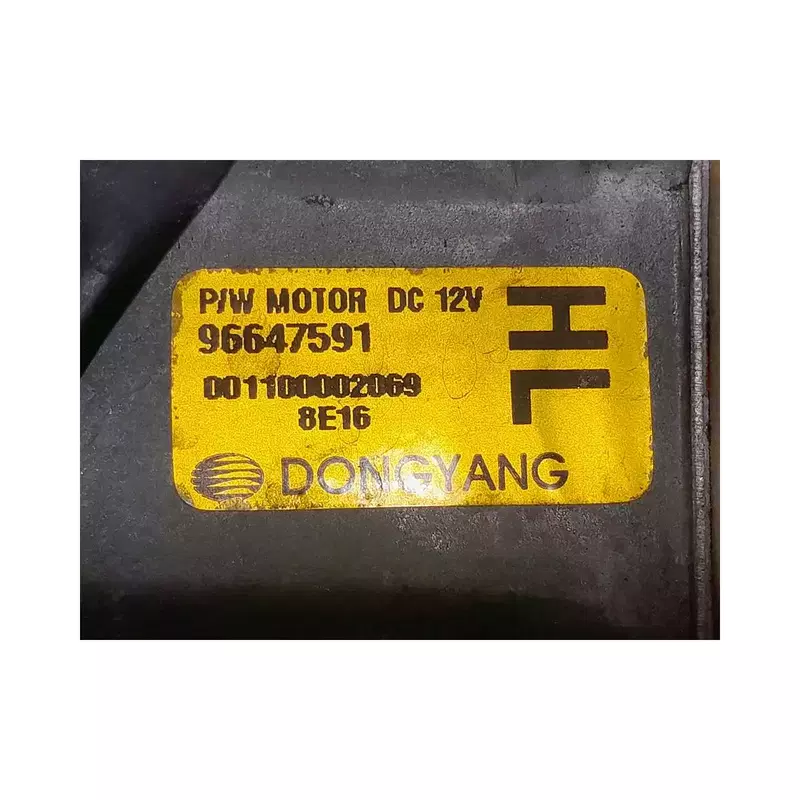 P/W MOTOR DC 12V
96647591
001100002069
8E16
DONGYANG
HL